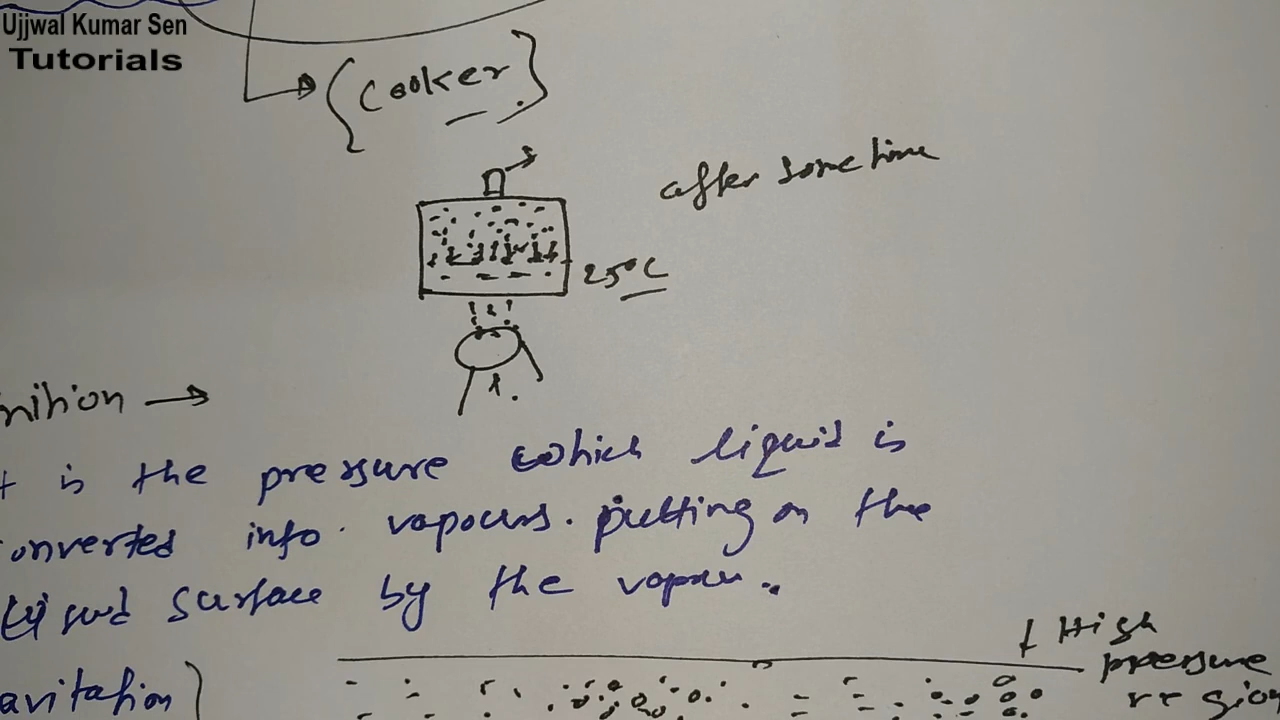 Ujjwal Kumar Sen
Tutorials
{Cooker}
after some time
25°C
nition →
t is the pressure which liquid is
onverted into vapours. putting on the
liquid surface by the vapour.
High
pressure
region
avitation)